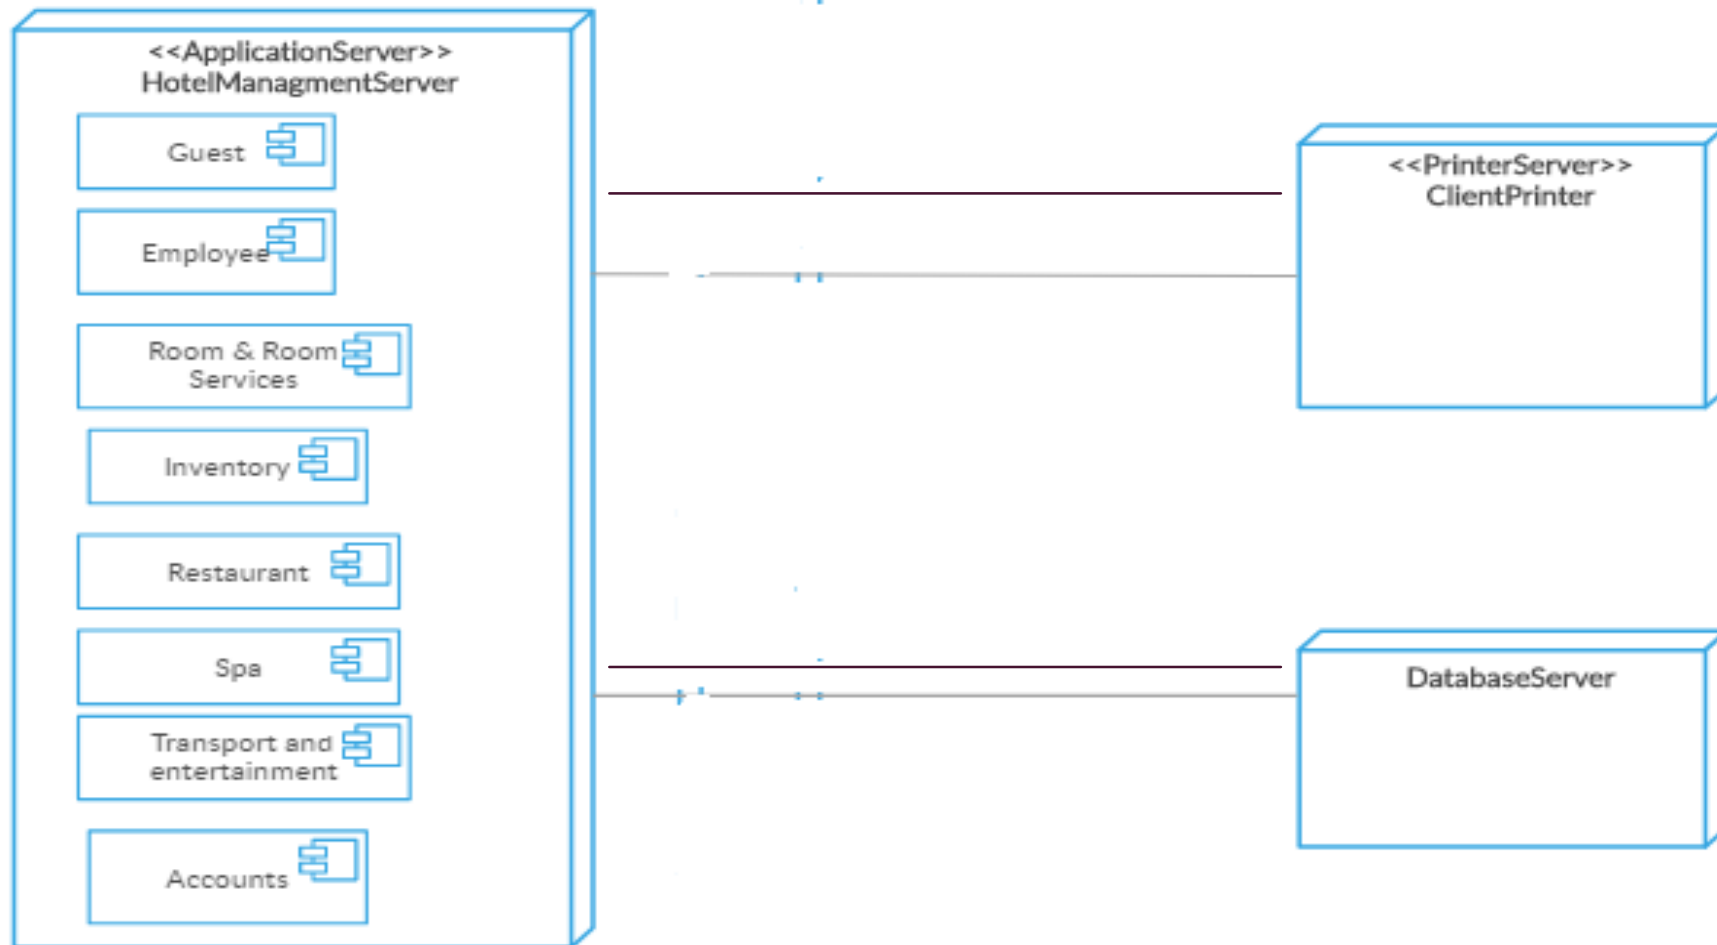 <<ApplicationServer>>
HotelManagmentServer
Guest
Employee
Room & Room
Services
Inventory
Restaurant
Spa
Transport and
entertainment
Accounts
<<PrinterServer>>
ClientPrinter
DatabaseServer